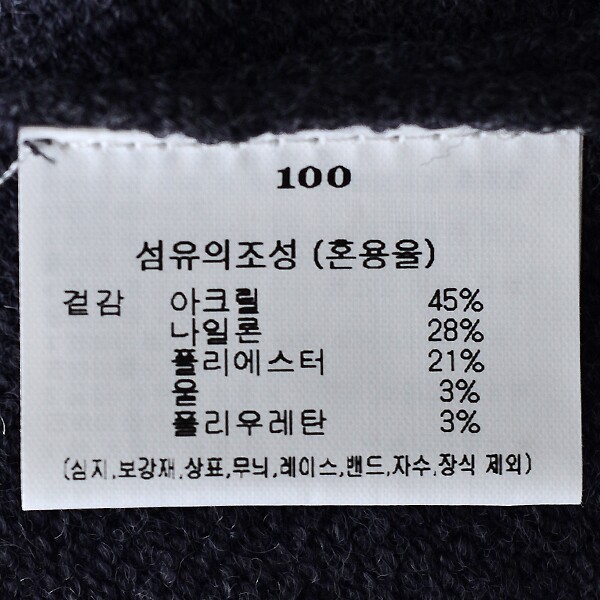 100
섬유의조성 (혼용율)
겉감 아크릴 45%
나일론 28%
폴리에스터 21%
울 3%
폴리우레탄 3%
(심지,보강재,상표,무늬,레이스,밴드,자수,장식 제외)